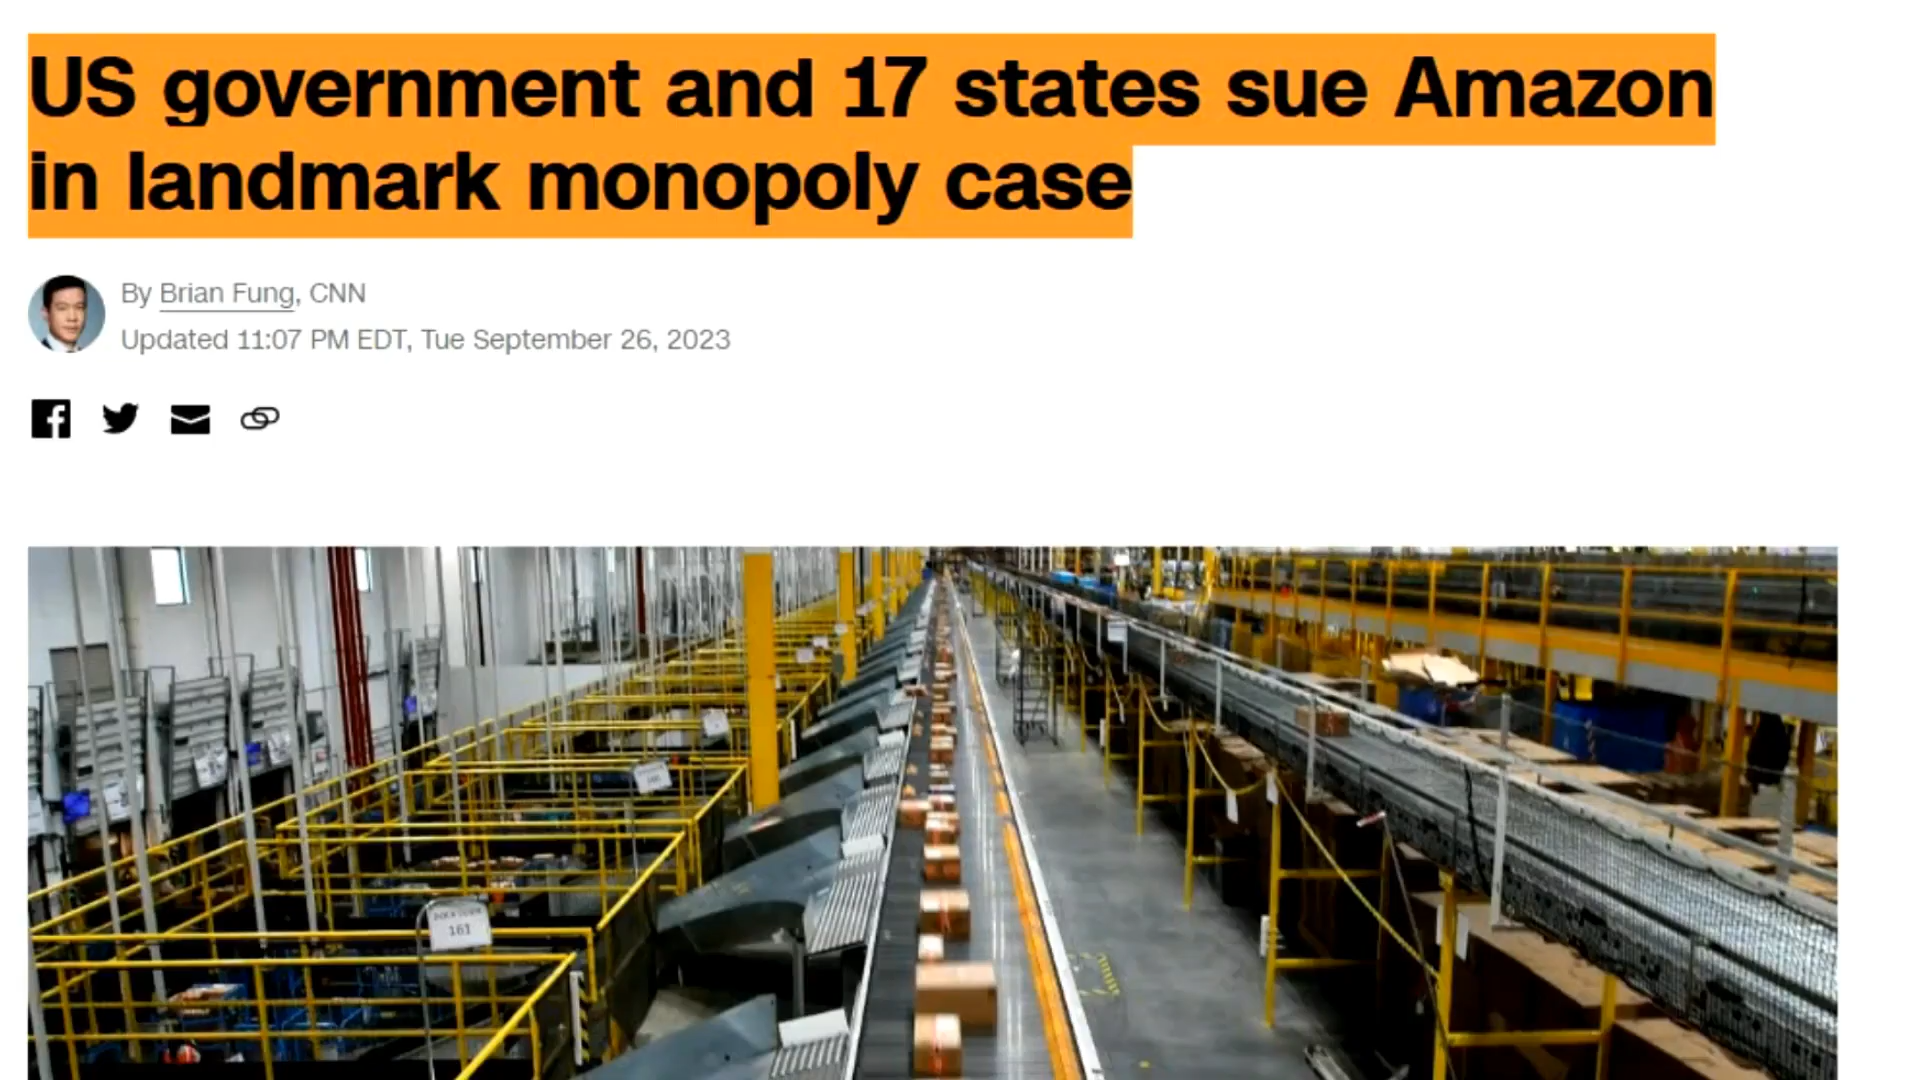 US government and 17 states sue Amazon
in landmark monopoly case
By Brian Fung, CNN
Updated 11:07 PM EDT, Tue September 26, 2023
161